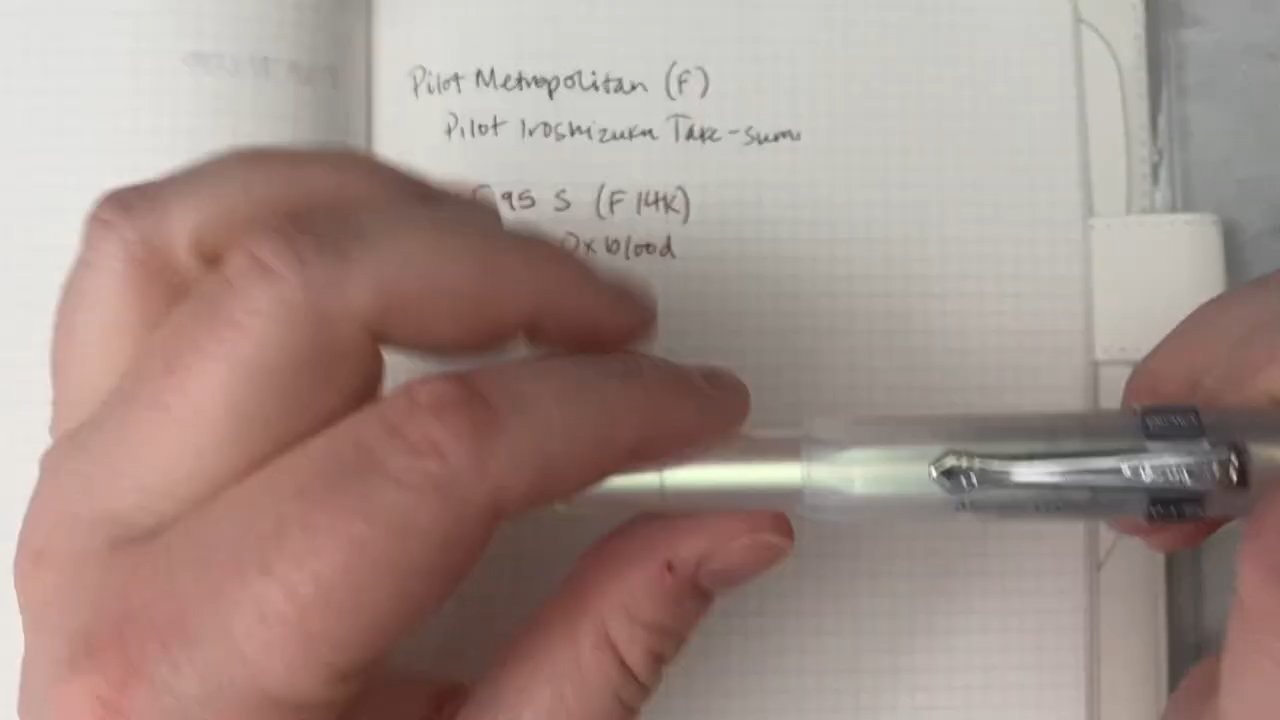 Pilot Metropolitan (F)
Pilot Iroshizuku Take-sumi
95 S (F 14K)
Oxblood